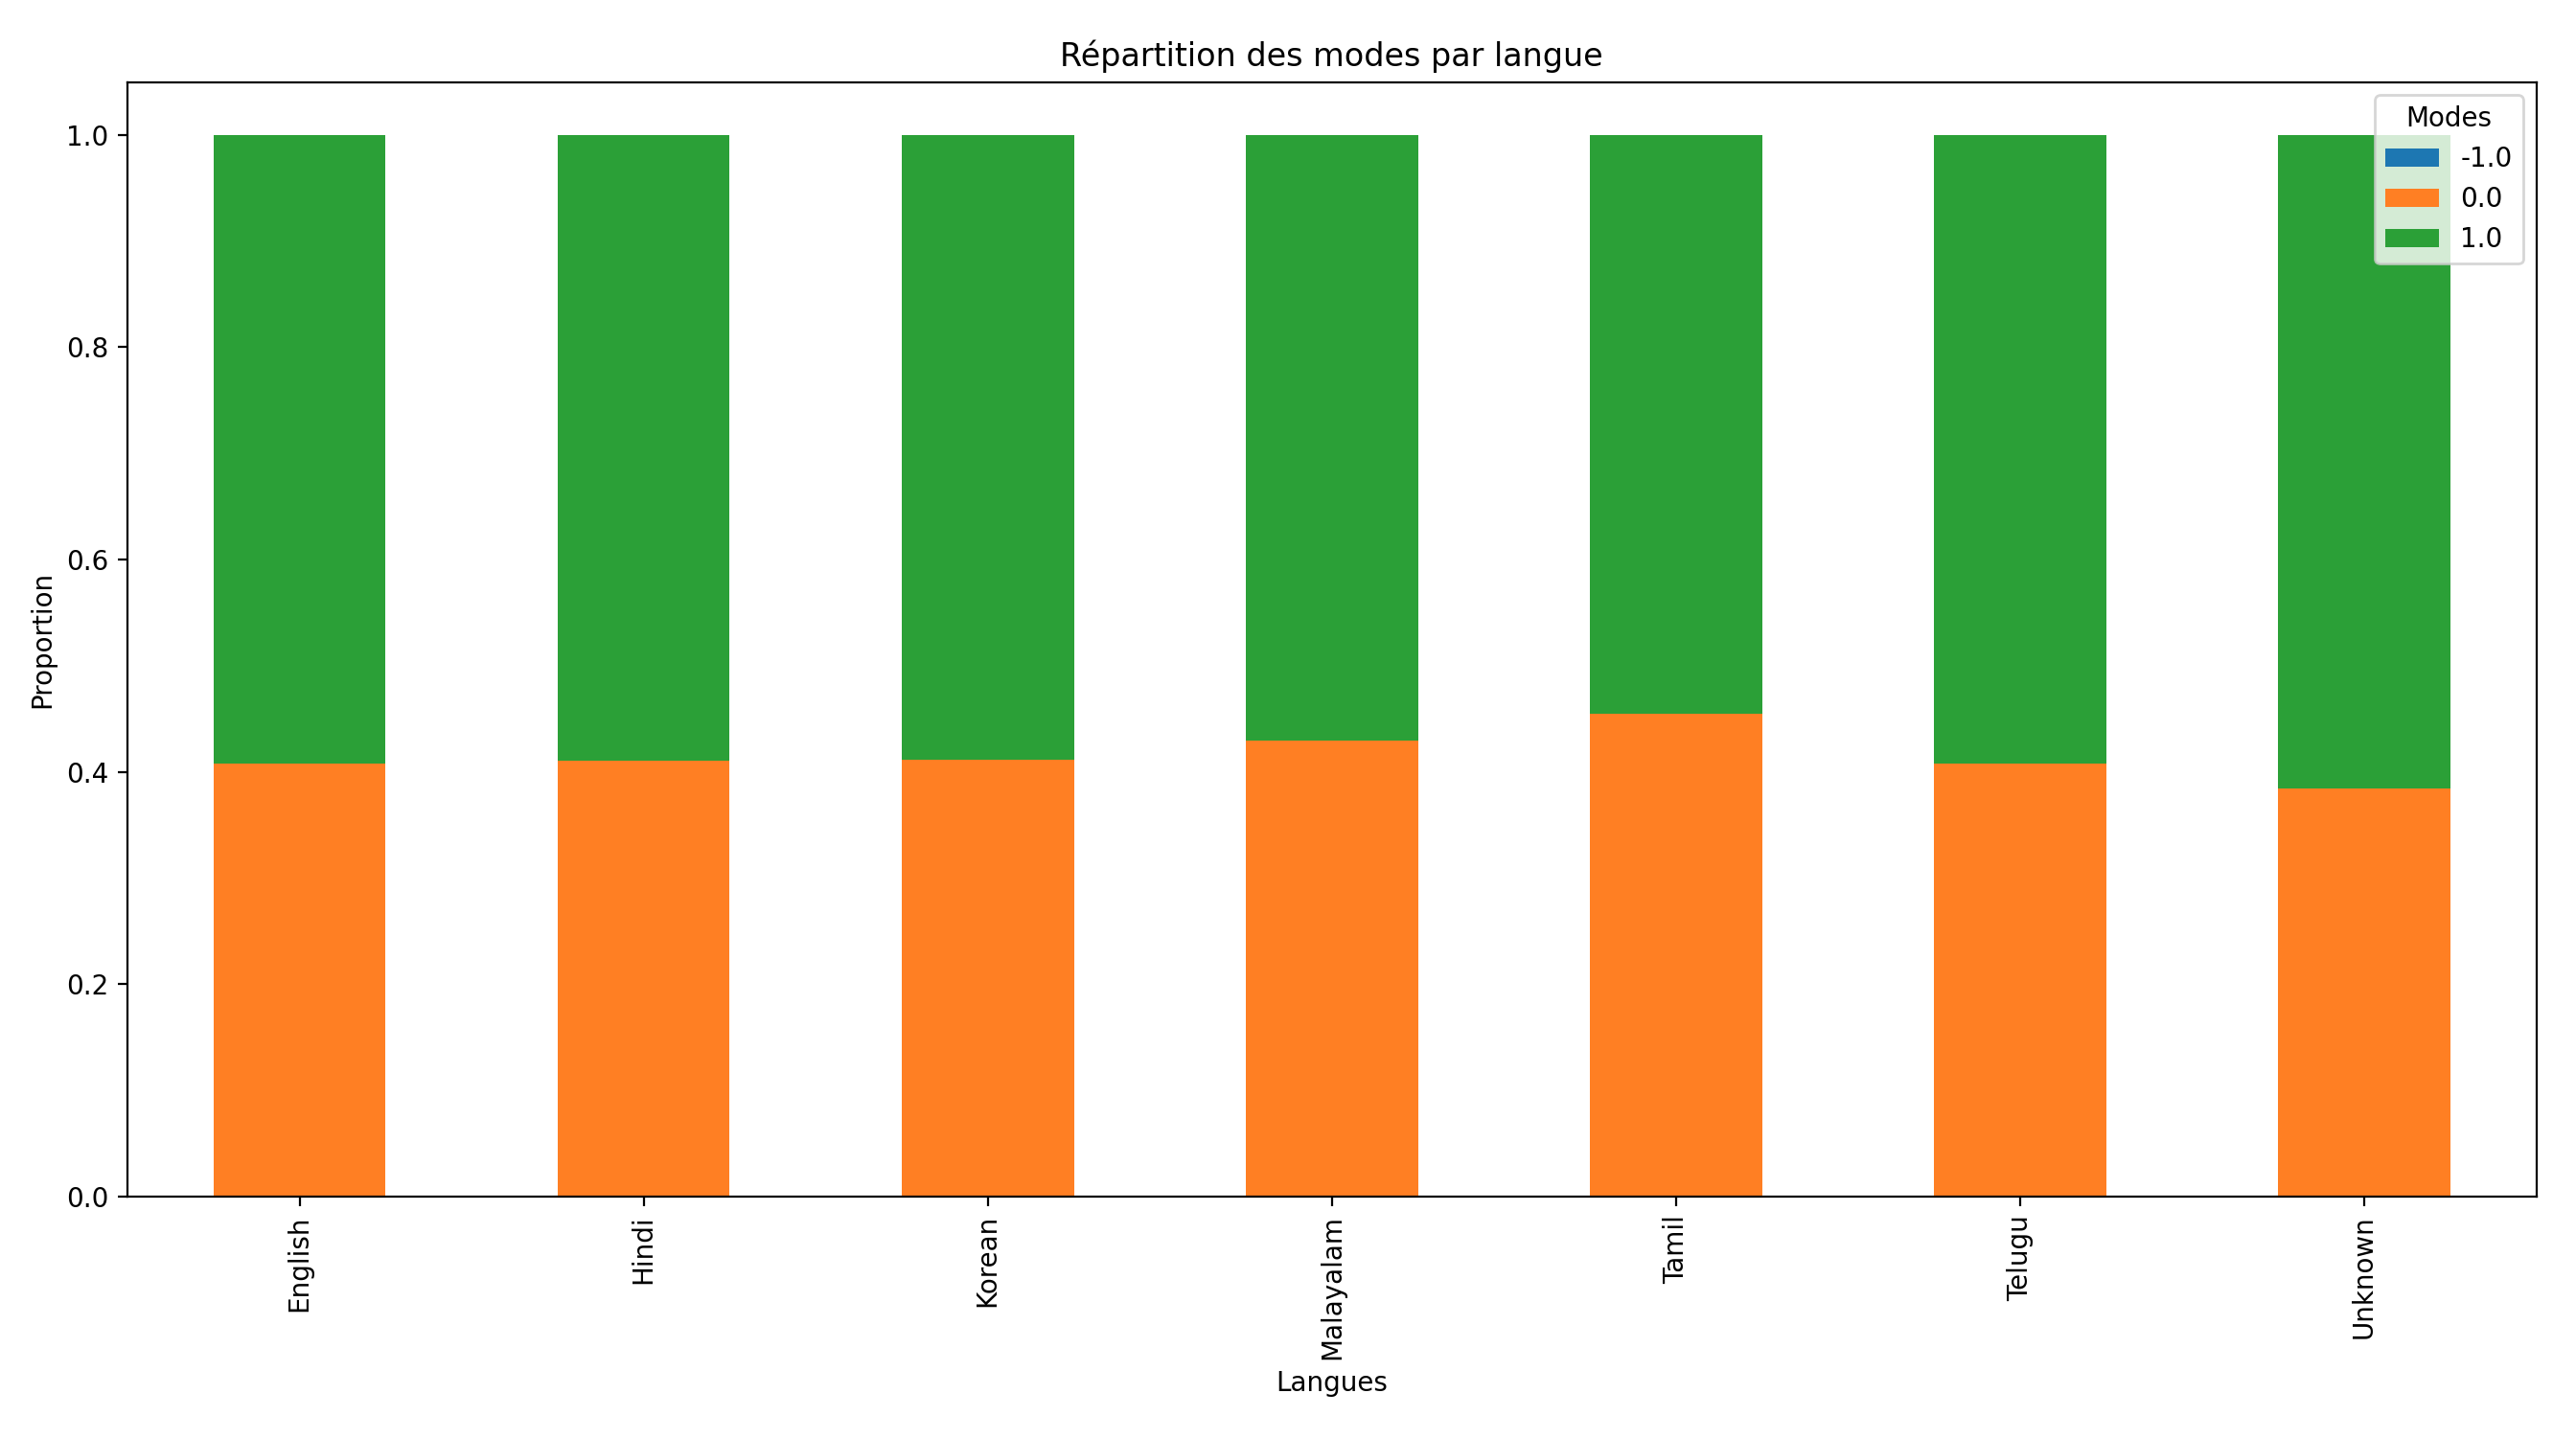 Répartition des modes par langue
Modes
-1.0
0.0
1.0
1.0
0.8
0.6
0.4
0.2
0.0
Proportion
English
Hindi
Korean
Malayalam
Tamil
Telugu
Unknown
Langues